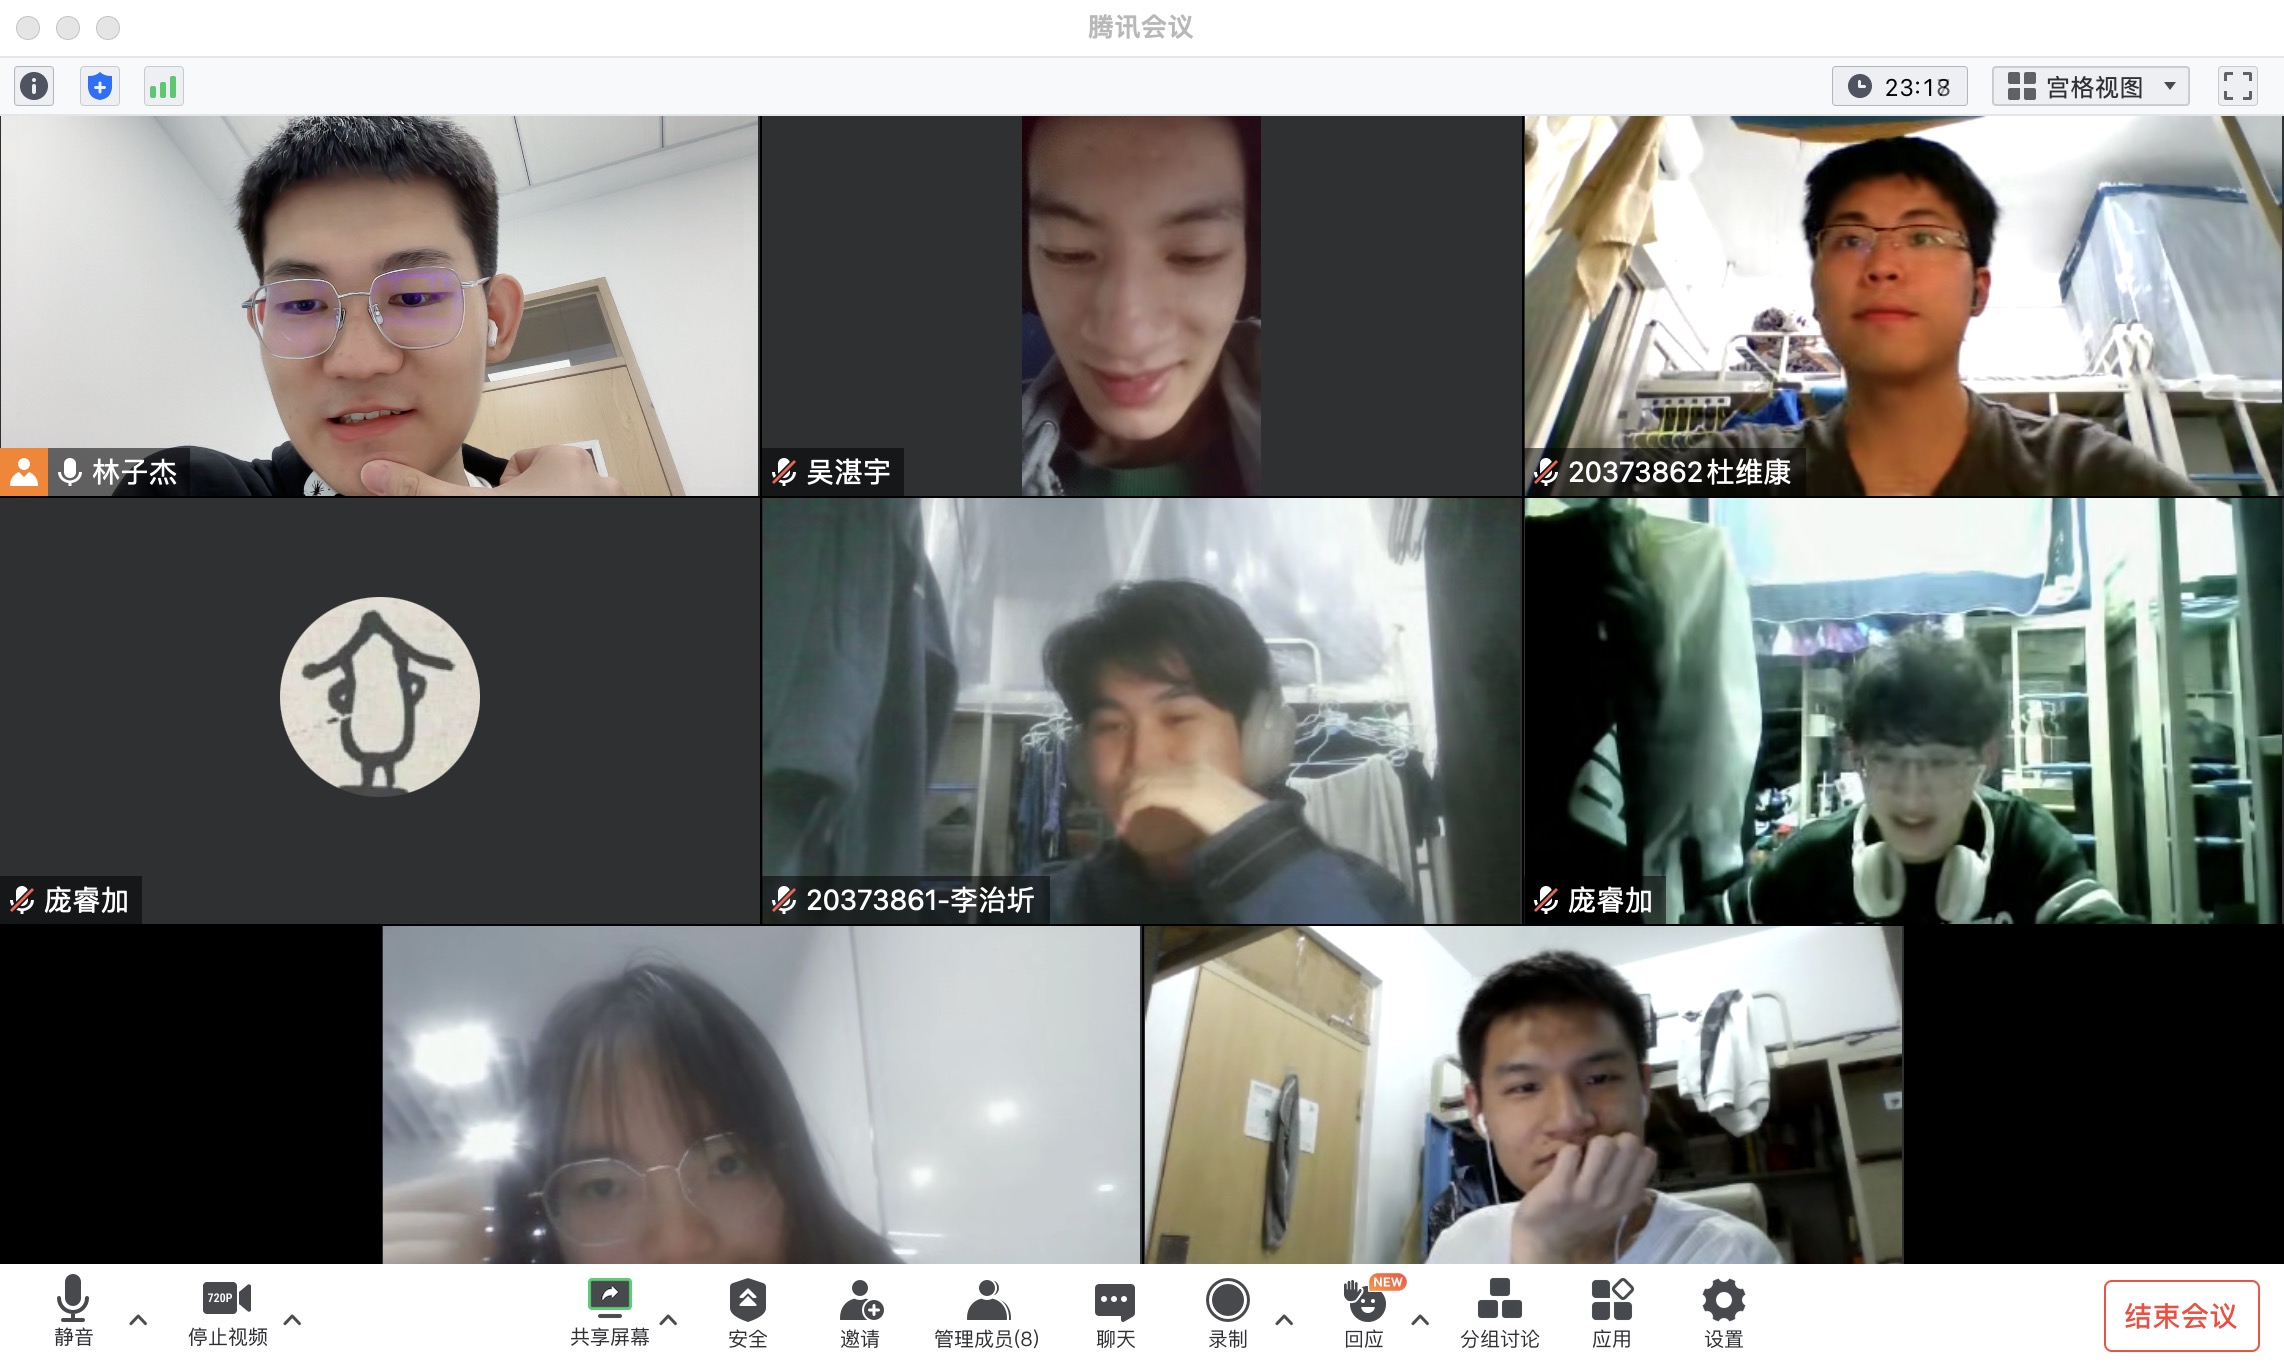 腾讯会议
23:18
宫格视图
林子杰
吴湛宇
20373862杜维康
庞睿加
20373861-李治圻
庞睿加
静音
720P
停止视频
共享屏幕
安全
邀请
管理成员(8)
聊天
录制
NEW
回应
分组讨论
应用
设置
结束会议